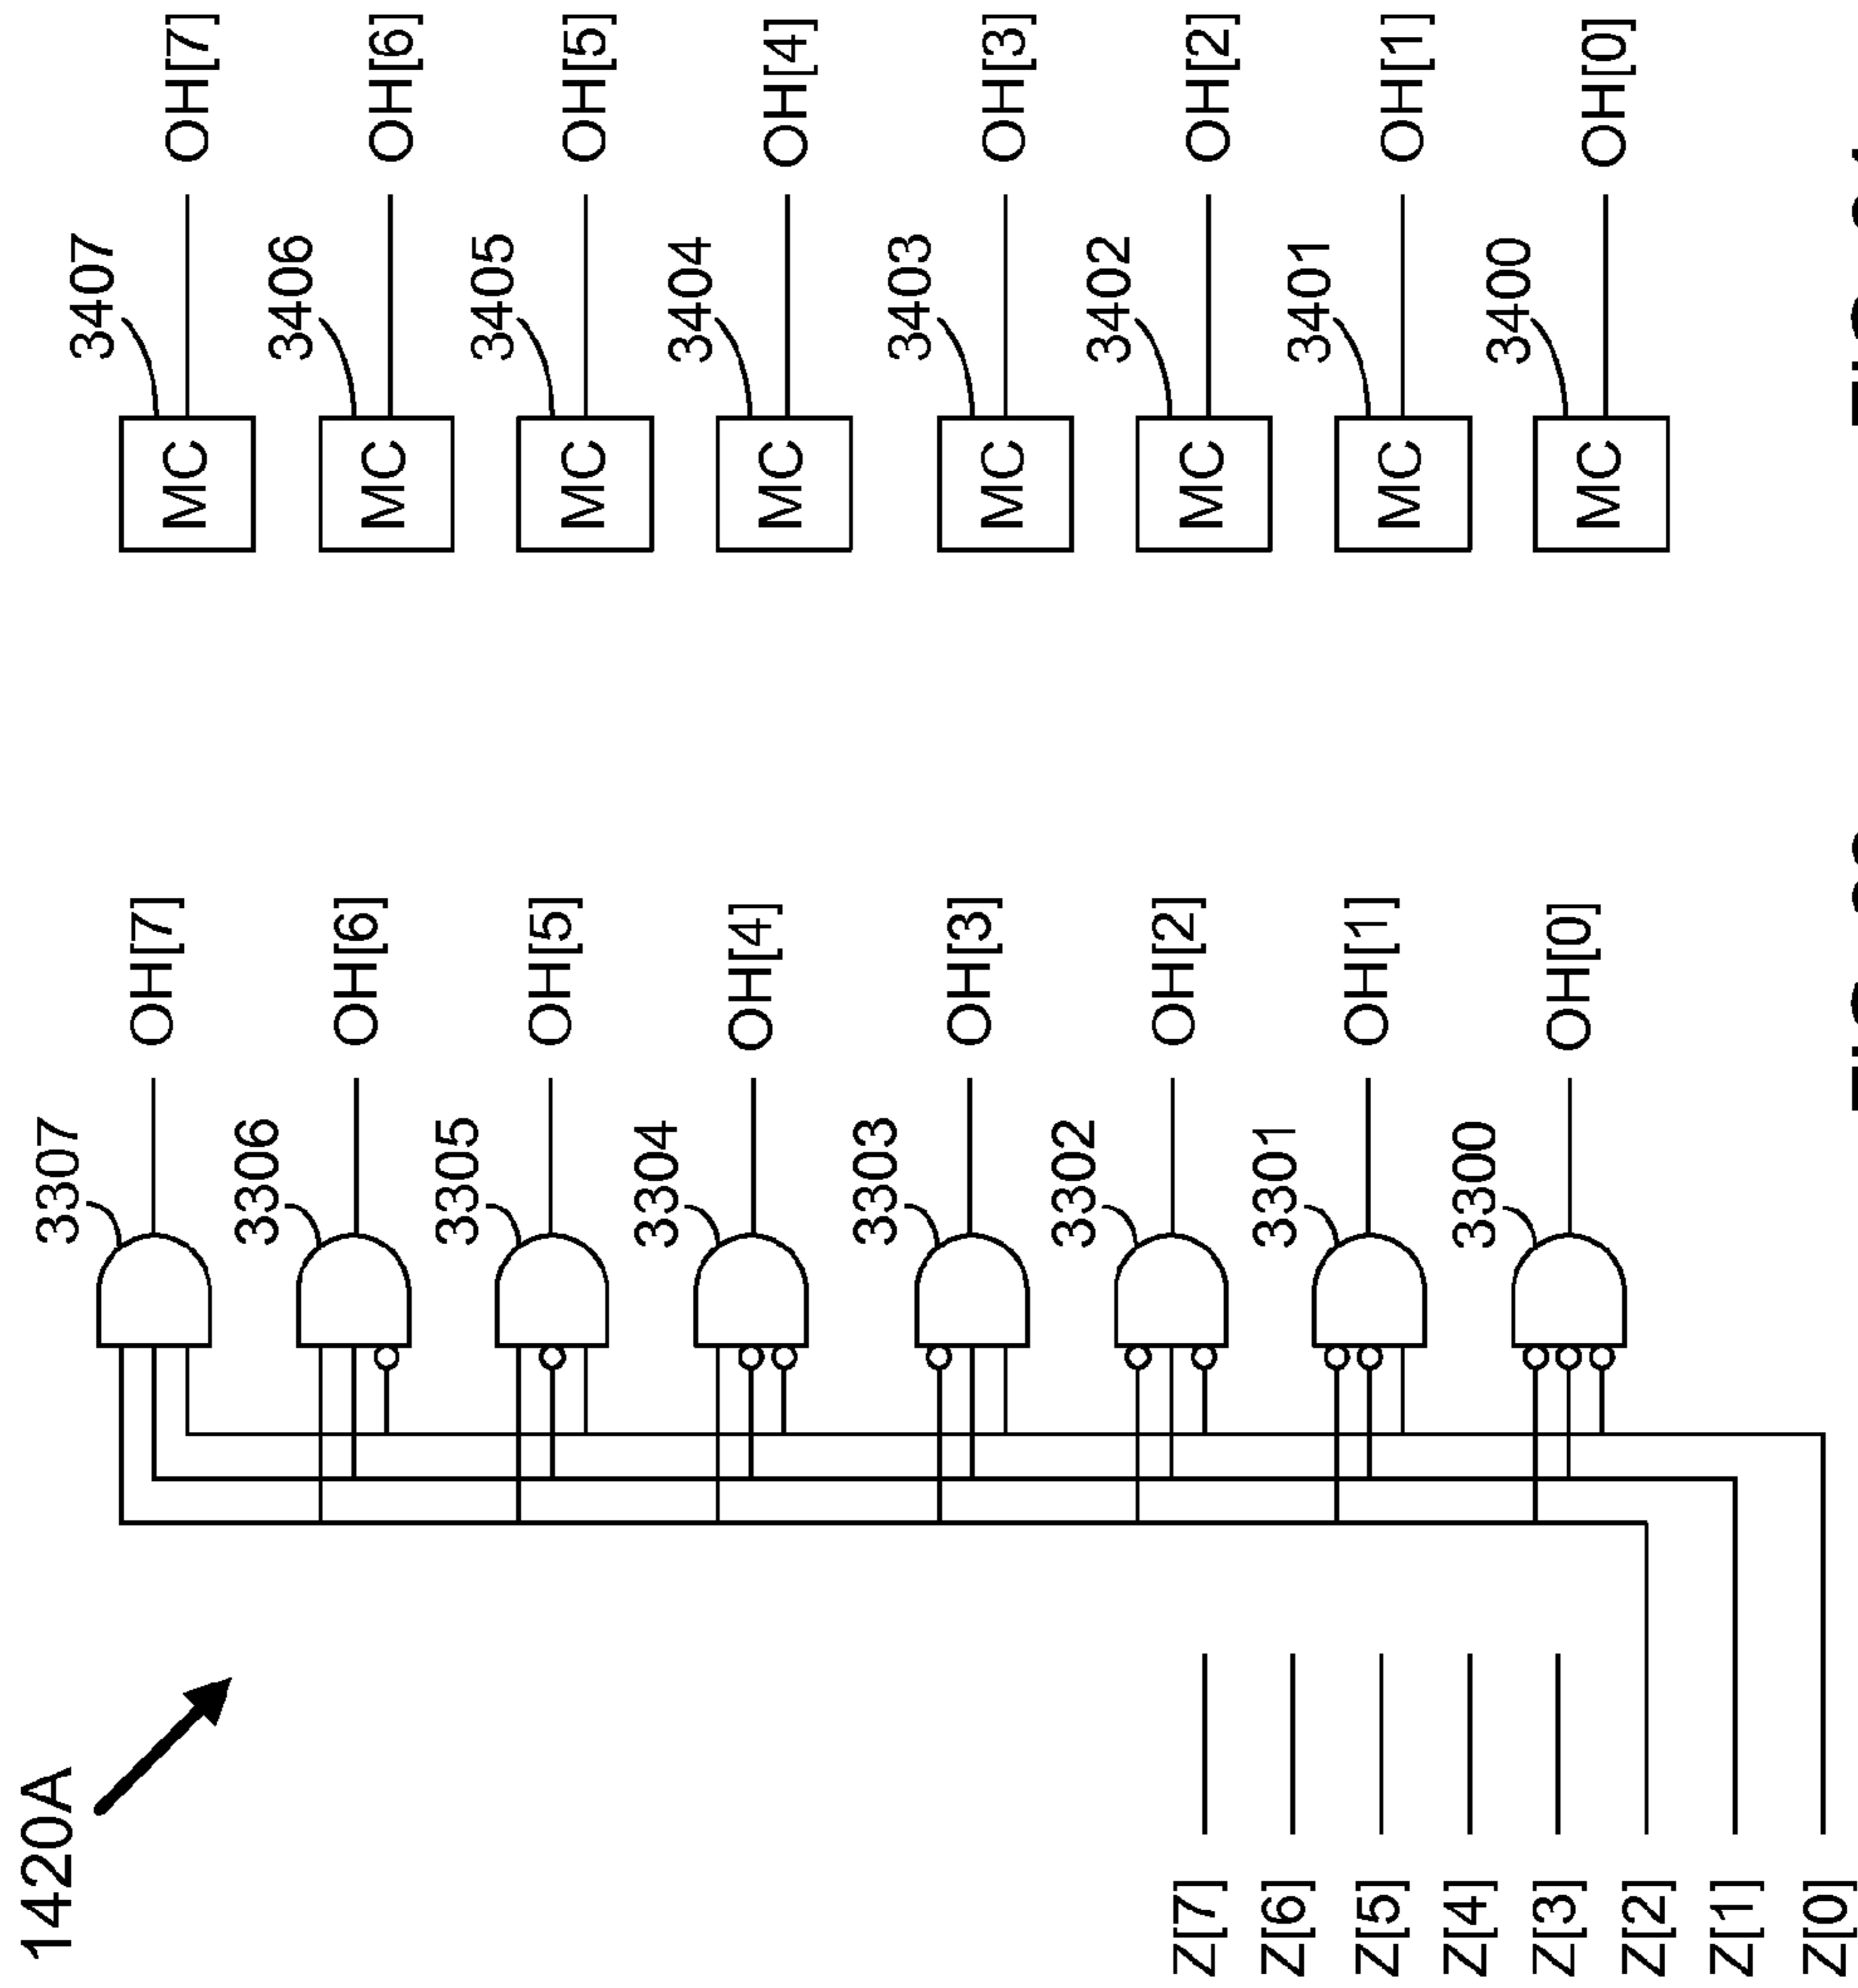 1420A
Z[7]
Z[6]
Z[5]
Z[4]
Z[3]
Z[2]
Z[1]
Z[0]
3307
OH[7]
3306
OH[6]
3305
OH[5]
3304
OH[4]
3303
OH[3]
3302
OH[2]
3301
OH[1]
3300
OH[0]
3407
MC
OH[7]
3406
MC
OH[6]
3405
MC
OH[5]
3404
MC
OH[4]
3403
MC
OH[3]
3402
MC
OH[2]
3401
MC
OH[1]
3400
MC
OH[0]